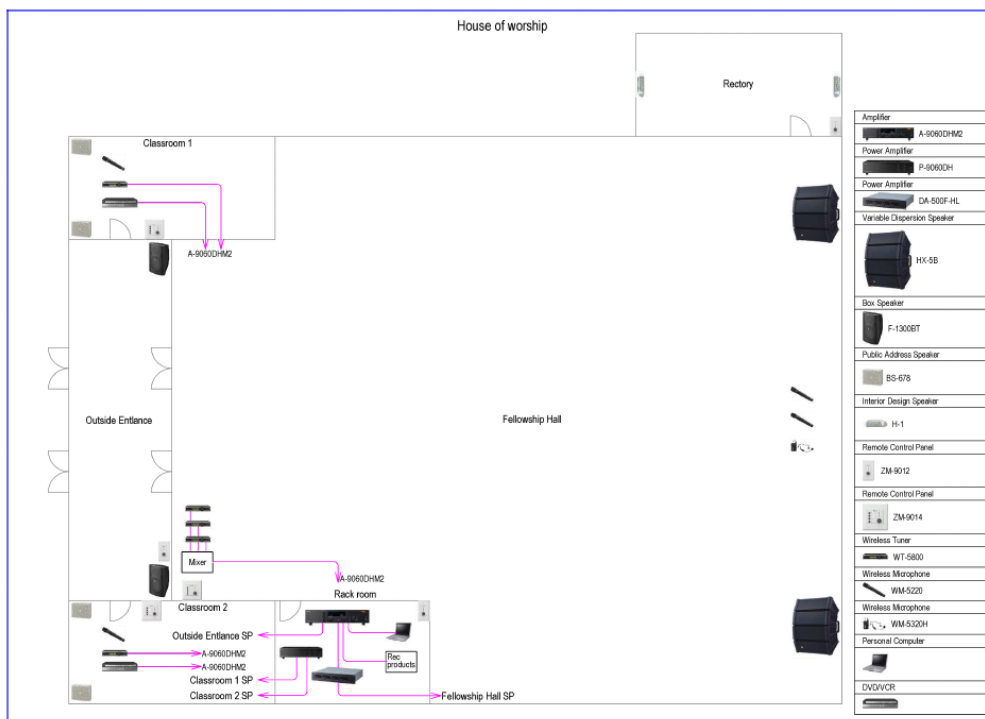 House of worship
Rectory
Classroom 1
A-9060DHM2
Outside Entlance
Fellowship Hall
Mixer
A-9060DHM2
Rack room
Classroom 2
Outside Entlance SP
A-9060DHM2
A-9060DHM2
Rec
products.
Classroom 1 SP
Classroom 2 SP
Fellowship Hall SP
Amplifier
A-9060DHM2
Power Amplifier
P-9060DH
Power Amplifier
DA-500F-HL
Variable Dispersion Speaker
HX-5B
Box Speaker
F-1300BT
Public Address Speaker
BS-678
Interior Design Speaker
H-1
Remote Control Panel
ZM-9012
Remote Control Panel
ZM-9014
Wireless Tuner
WT-5800
Wireless Microphone
WM-5220
Wireless Microphone
WM-5320H
Personal Computer
DVD/VCR